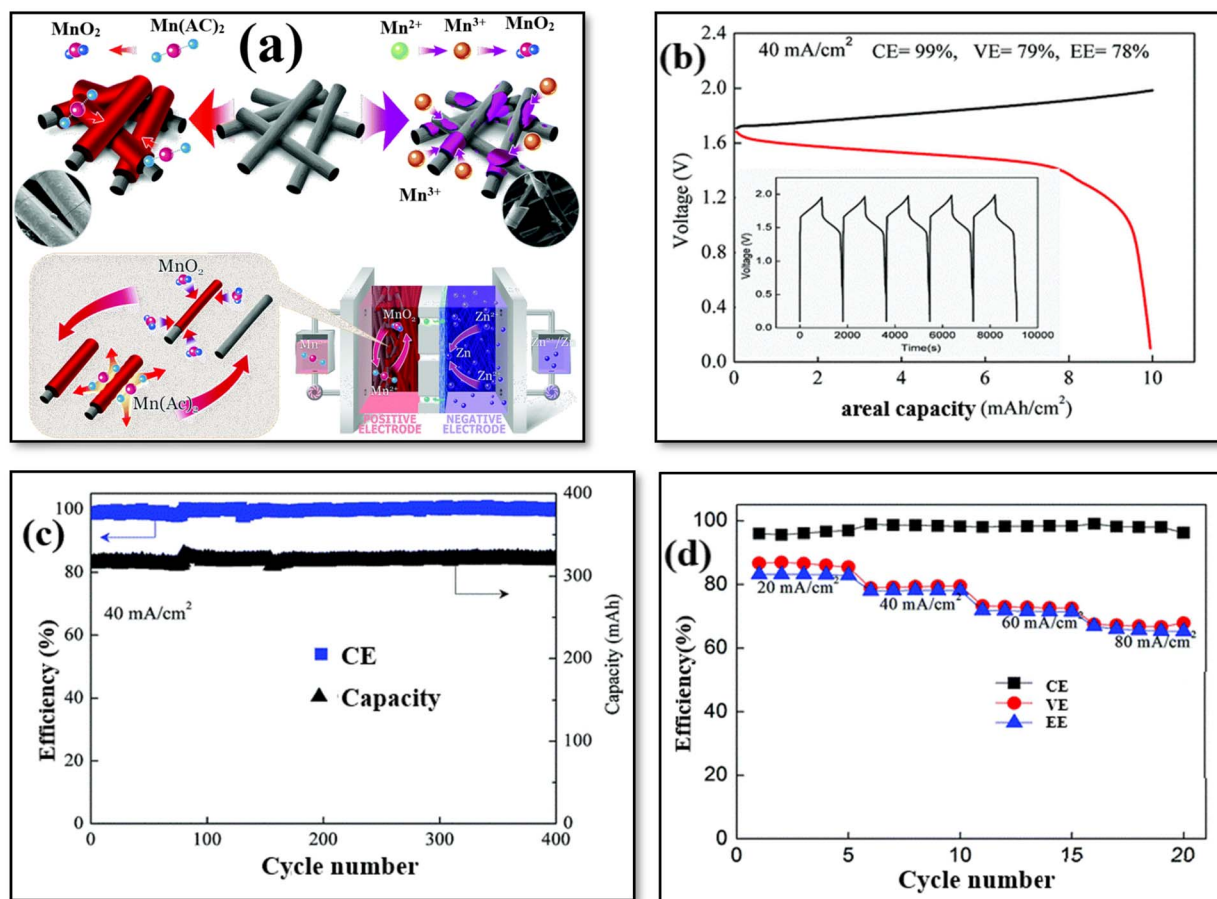 (a)
MnO2 Mn(AC)2
Mn2+ Mn3+ MnO2
Mn3+
MnO2
Mn(Ac)2
MnO2
Mn2+
Zn
POSITIVE ELECTRODE
NEGATIVE ELECTRODE
(b)
40 mA/cm2 CE= 99%, VE= 79%, EE= 78%
2.4
2.0
1.6
1.2
0.8
0.4
0.0
Voltage (V)
0 2 4 6 8 10
areal capacity (mAh/cm2)
2.0
1.5
1.0
0.5
0.0
Voltage (V)
0 2000 4000 6000 8000 10000
Time(s)
(c)
100
80
60
40
20
0
Efficiency (%)
40 mA/cm2
CE
Capacity
400
300
200
100
0
Capacity (mAh)
0 100 200 300 400
Cycle number
(d)
100
80
60
40
20
0
Efficiency(%)
20 mA/cm2
40 mA/cm2
60 mA/cm2
80 mA/cm2
CE
VE
EE
0 5 10 15 20
Cycle number